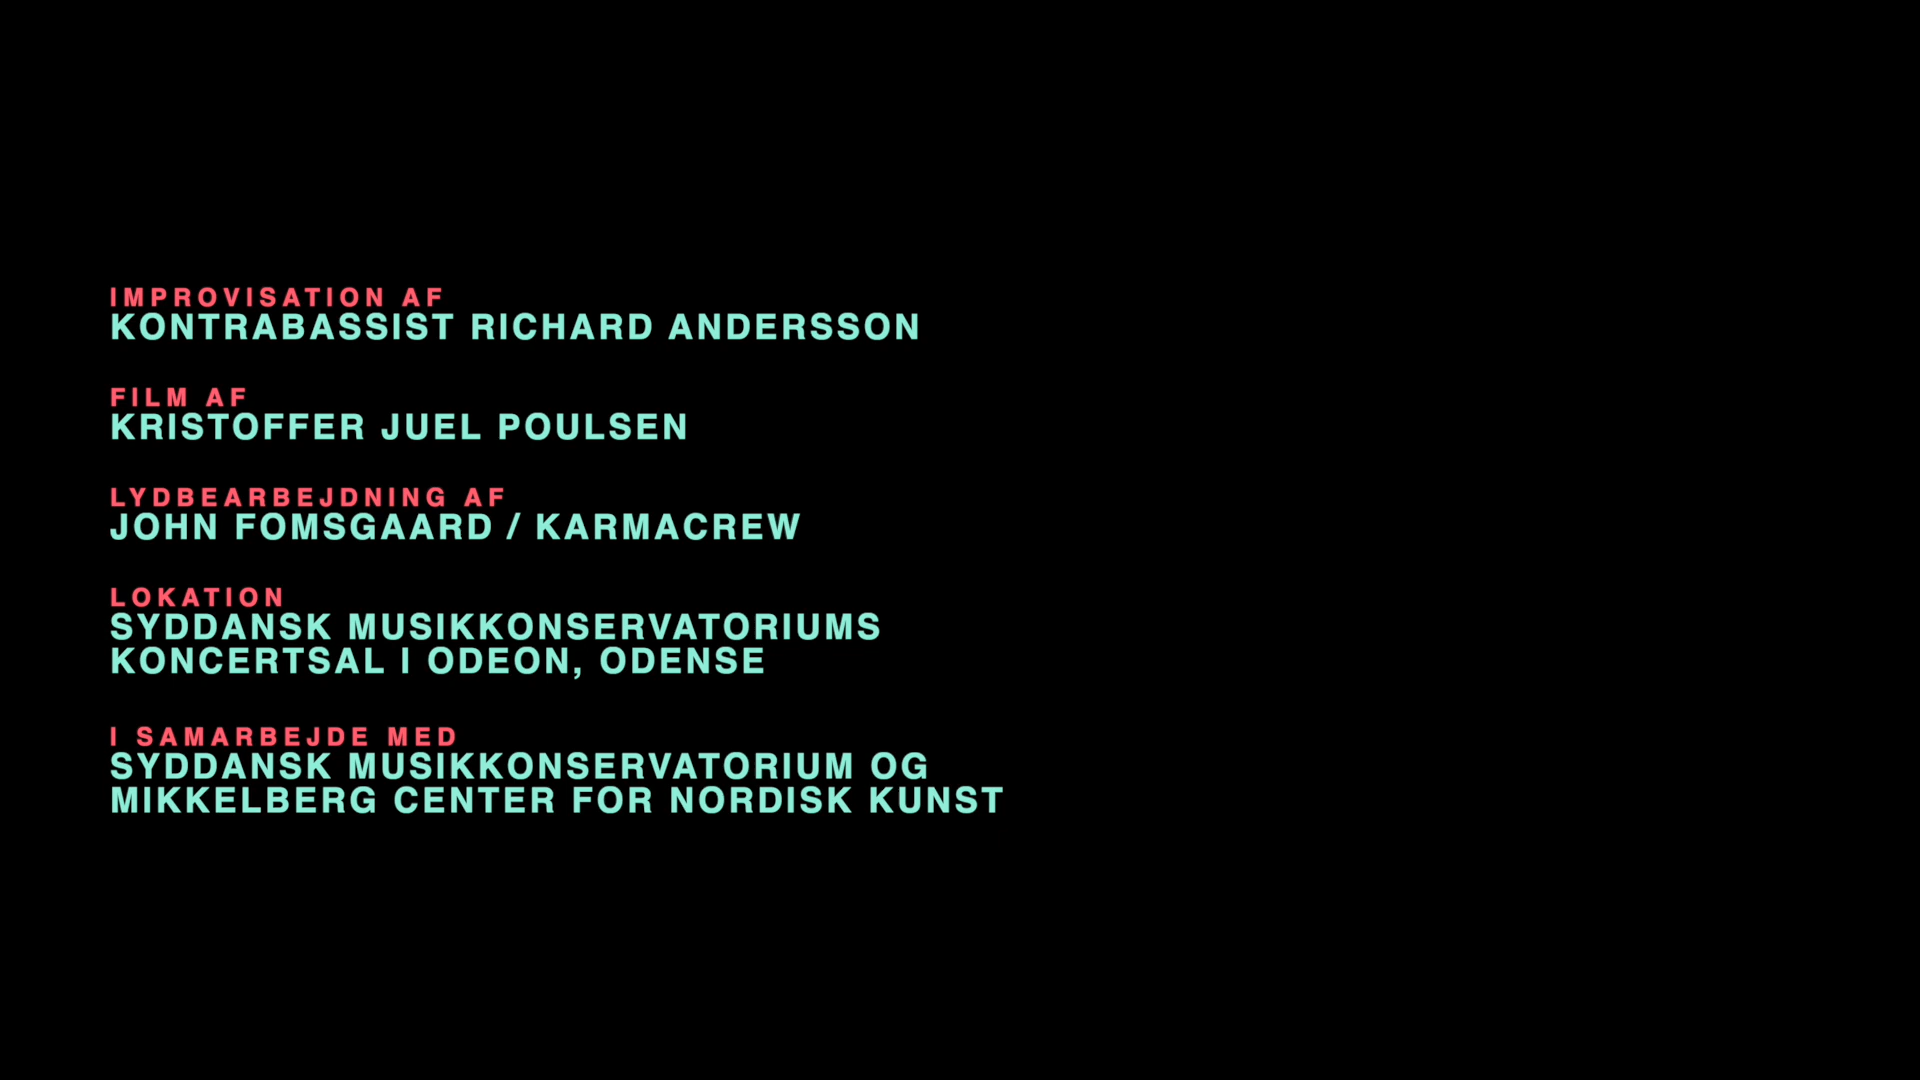 IMPROVISATION AF
KONTRABASSIST RICHARD ANDERSSON
FILM AF
KRISTOFFER JUEL POULSEN
LYDBEARBEJDNING AF
JOHN FOMSGAARD / KARMACREW
LOKATION
SYDDANSK MUSIKKONSERVATORIUMS
KONCERTSAL I ODEON, ODENSE
I SAMARBEJDE MED
SYDDANSK MUSIKKONSERVATORIUM OG
MIKKELBERG CENTER FOR NORDISK KUNST